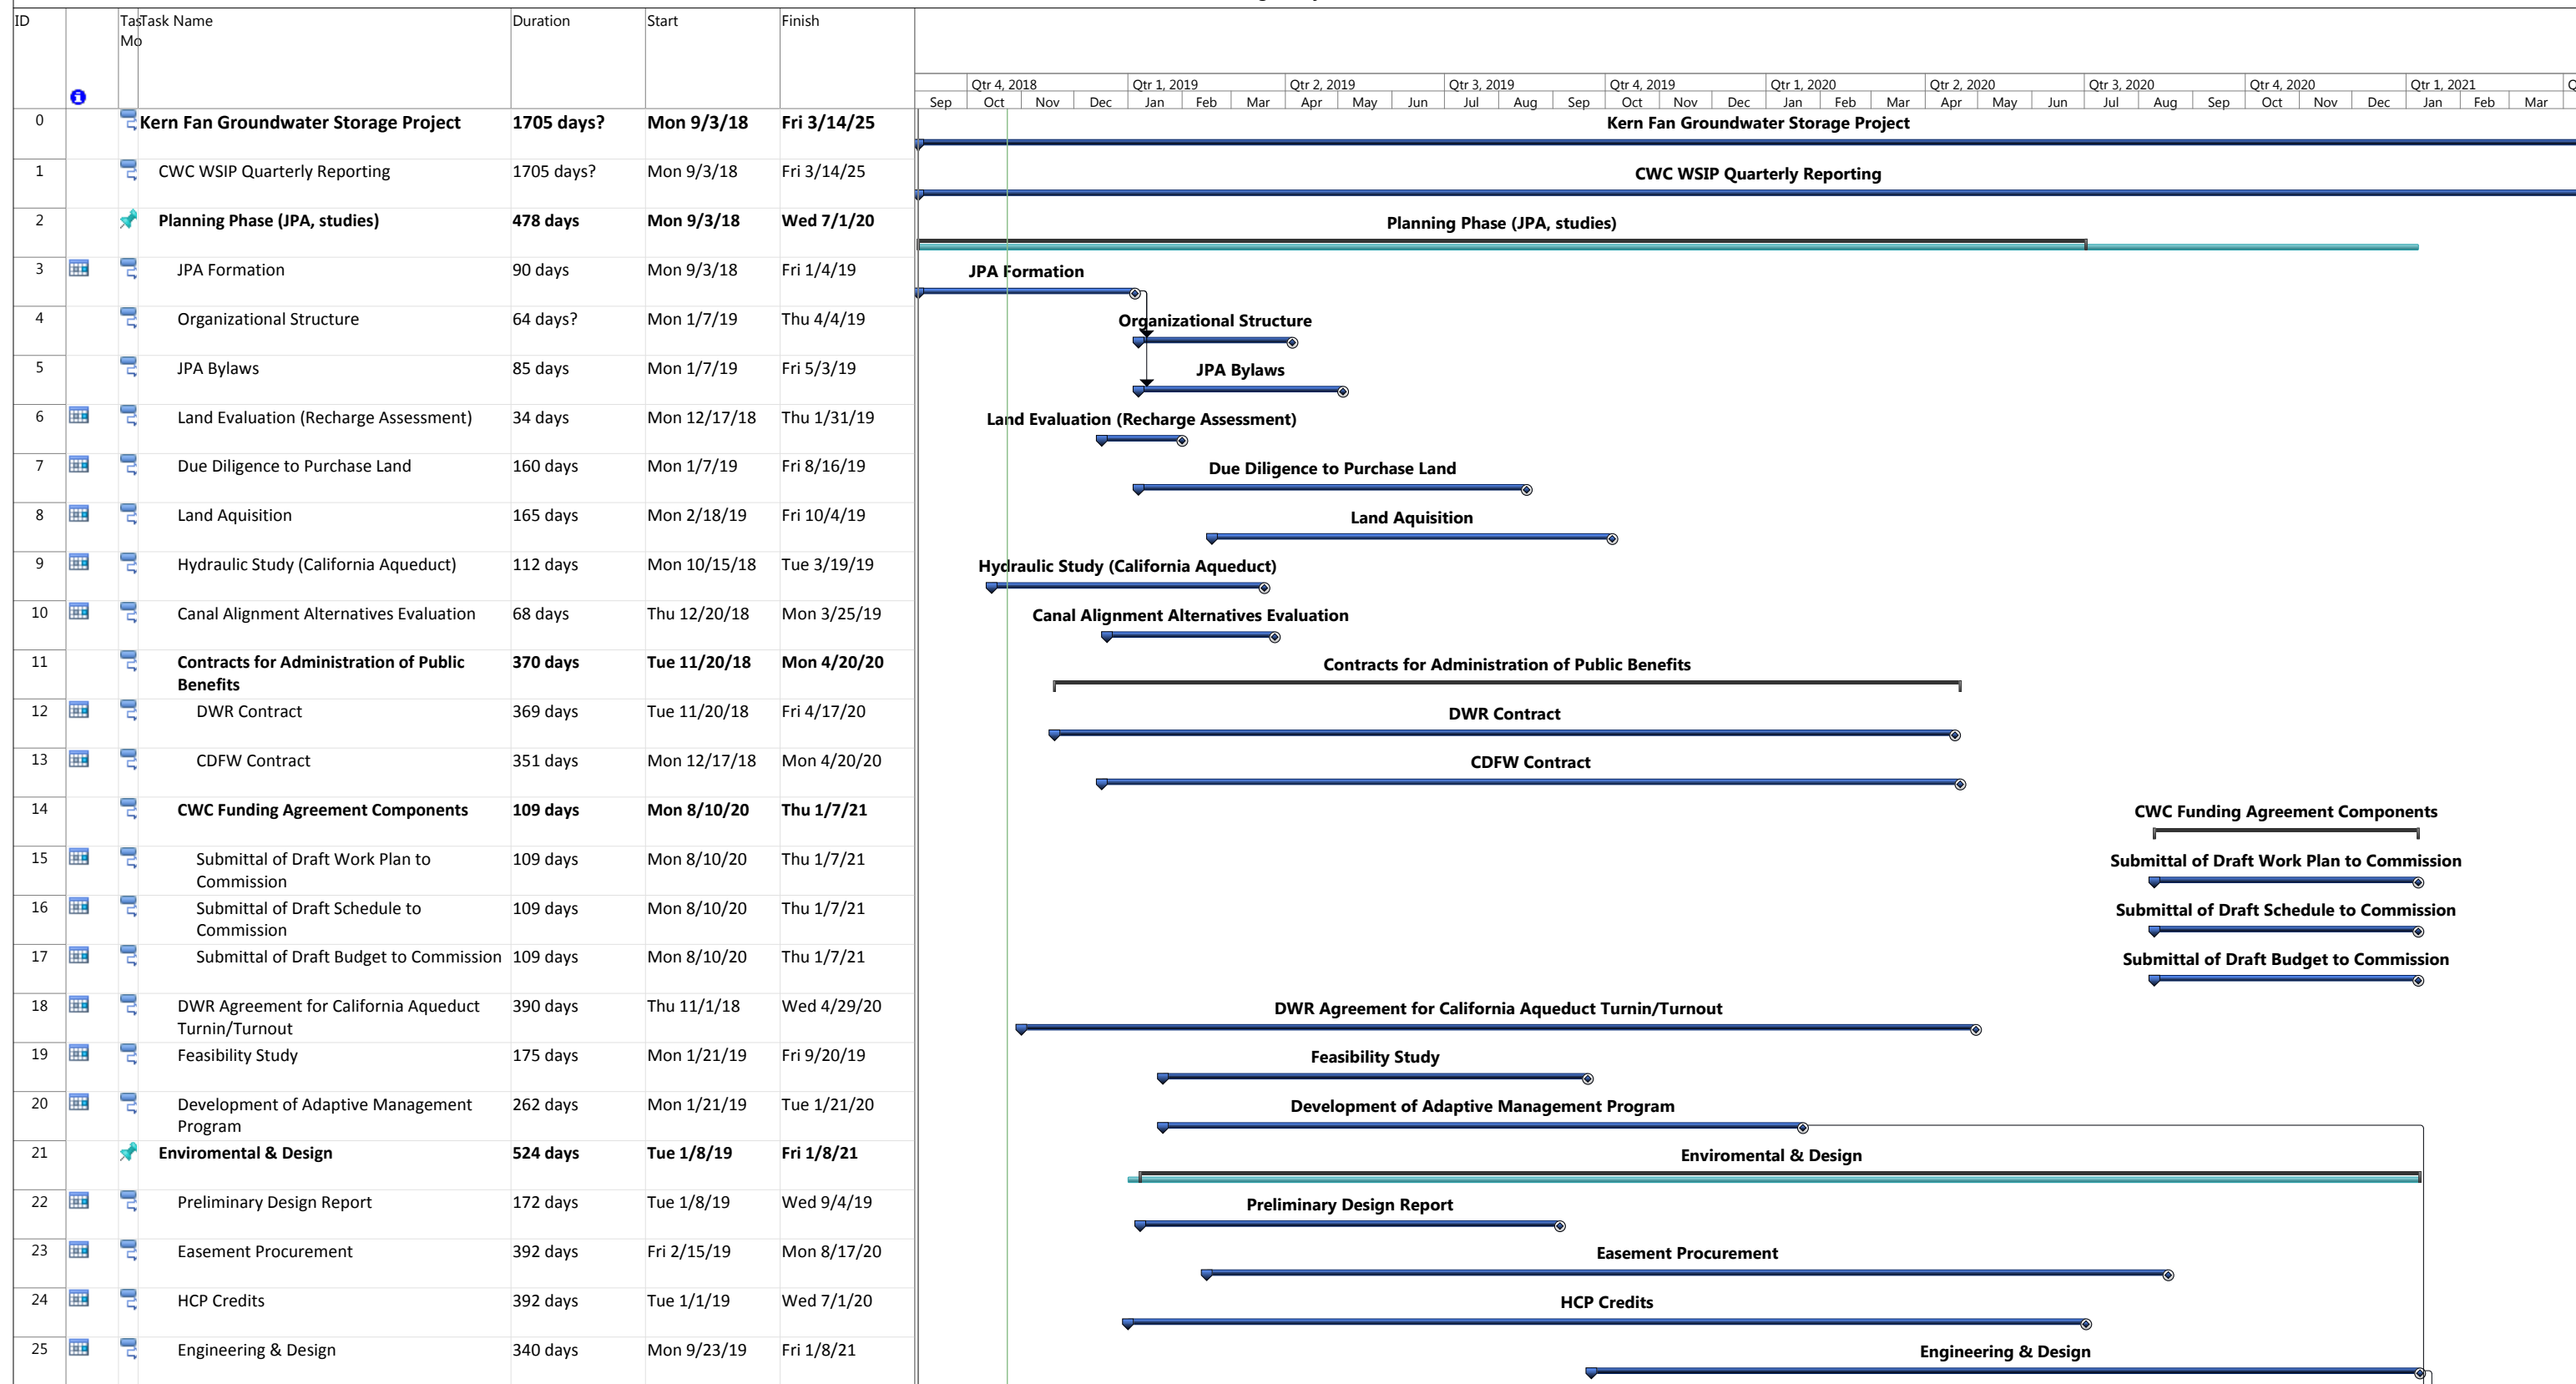 ID Tas Task Name Duration Start Finish
Mo
Qtr 4, 2018 Qtr 1, 2019 Qtr 2, 2019 Qtr 3, 2019 Qtr 4, 2019 Qtr 1, 2020 Qtr 2, 2020 Qtr 3, 2020 Qtr 4, 2020 Qtr 1, 2021 Q
Sep Oct Nov Dec Jan Feb Mar Apr May Jun Jul Aug Sep Oct Nov Dec Jan Feb Mar Apr May Jun Jul Aug Sep Oct Nov Dec Jan Feb Mar
0 Kern Fan Groundwater Storage Project 1705 days? Mon 9/3/18 Fri 3/14/25 Kern Fan Groundwater Storage Project
1 CWC WSIP Quarterly Reporting 1705 days? Mon 9/3/18 Fri 3/14/25 CWC WSIP Quarterly Reporting
2 Planning Phase (JPA, studies) 478 days Mon 9/3/18 Wed 7/1/20 Planning Phase (JPA, studies)
3 JPA Formation 90 days Mon 9/3/18 Fri 1/4/19 JPA Formation
4 Organizational Structure 64 days? Mon 1/7/19 Thu 4/4/19 Organizational Structure
5 JPA Bylaws 85 days Mon 1/7/19 Fri 5/3/19 JPA Bylaws
6 Land Evaluation (Recharge Assessment) 34 days Mon 12/17/18 Thu 1/31/19 Land Evaluation (Recharge Assessment)
7 Due Diligence to Purchase Land 160 days Mon 1/7/19 Fri 8/16/19 Due Diligence to Purchase Land
8 Land Aquisition 165 days Mon 2/18/19 Fri 10/4/19 Land Aquisition
9 Hydraulic Study (California Aqueduct) 112 days Mon 10/15/18 Tue 3/19/19 Hydraulic Study (California Aqueduct)
10 Canal Alignment Alternatives Evaluation 68 days Thu 12/20/18 Mon 3/25/19 Canal Alignment Alternatives Evaluation
11 Contracts for Administration of Public 370 days Tue 11/20/18 Mon 4/20/20 Contracts for Administration of Public Benefits
Benefits
12 DWR Contract 369 days Tue 11/20/18 Fri 4/17/20 DWR Contract
13 CDFW Contract 351 days Mon 12/17/18 Mon 4/20/20 CDFW Contract
14 CWC Funding Agreement Components 109 days Mon 8/10/20 Thu 1/7/21 CWC Funding Agreement Components
15 Submittal of Draft Work Plan to 109 days Mon 8/10/20 Thu 1/7/21 Submittal of Draft Work Plan to Commission
Commission
16 Submittal of Draft Schedule to 109 days Mon 8/10/20 Thu 1/7/21 Submittal of Draft Schedule to Commission
Commission
17 Submittal of Draft Budget to Commission 109 days Mon 8/10/20 Thu 1/7/21 Submittal of Draft Budget to Commission
18 DWR Agreement for California Aqueduct 390 days Thu 11/1/18 Wed 4/29/20 DWR Agreement for California Aqueduct Turnin/Turnout
Turnin/Turnout
19 Feasibility Study 175 days Mon 1/21/19 Fri 9/20/19 Feasibility Study
20 Development of Adaptive Management 262 days Mon 1/21/19 Tue 1/21/20 Development of Adaptive Management Program
Program
21 Enviromental & Design 524 days Tue 1/8/19 Fri 1/8/21 Enviromental & Design
22 Preliminary Design Report 172 days Tue 1/8/19 Wed 9/4/19 Preliminary Design Report
23 Easement Procurement 392 days Fri 2/15/19 Mon 8/17/20 Easement Procurement
24 HCP Credits 392 days Tue 1/1/19 Wed 7/1/20 HCP Credits
25 Engineering & Design 340 days Mon 9/23/19 Fri 1/8/21 Engineering & Design